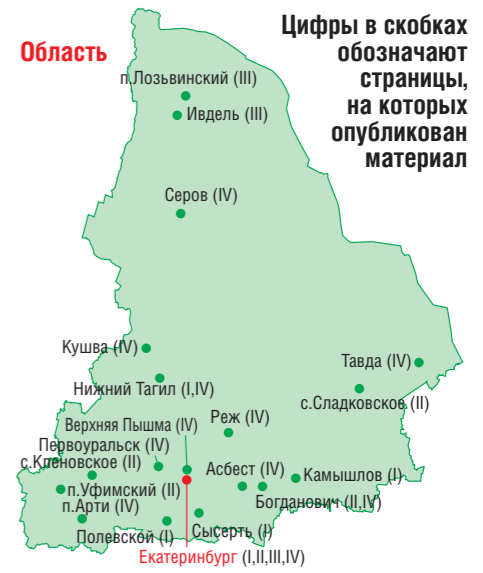 Область
Цифры в скобках
обозначают
страницы,
на которых
опубликован
материал
п.Лозьвинский (III)
Ивдель (III)
Серов (IV)
Кушва (IV)
Тавда (IV)
Нижний Тагил (I,IV)
с.Сладковское (II)
Реж (IV)
Верхняя Пышма (IV)
Первоуральск (IV)
с.Кленовское (II)
Асбест (IV)
Камышлов (I)
п.Уфимский (II)
Богданович (II,IV)
п.Арти (IV)
Сысерть (I)
Полевской (I)
Екатеринбург (I,II,III,IV)